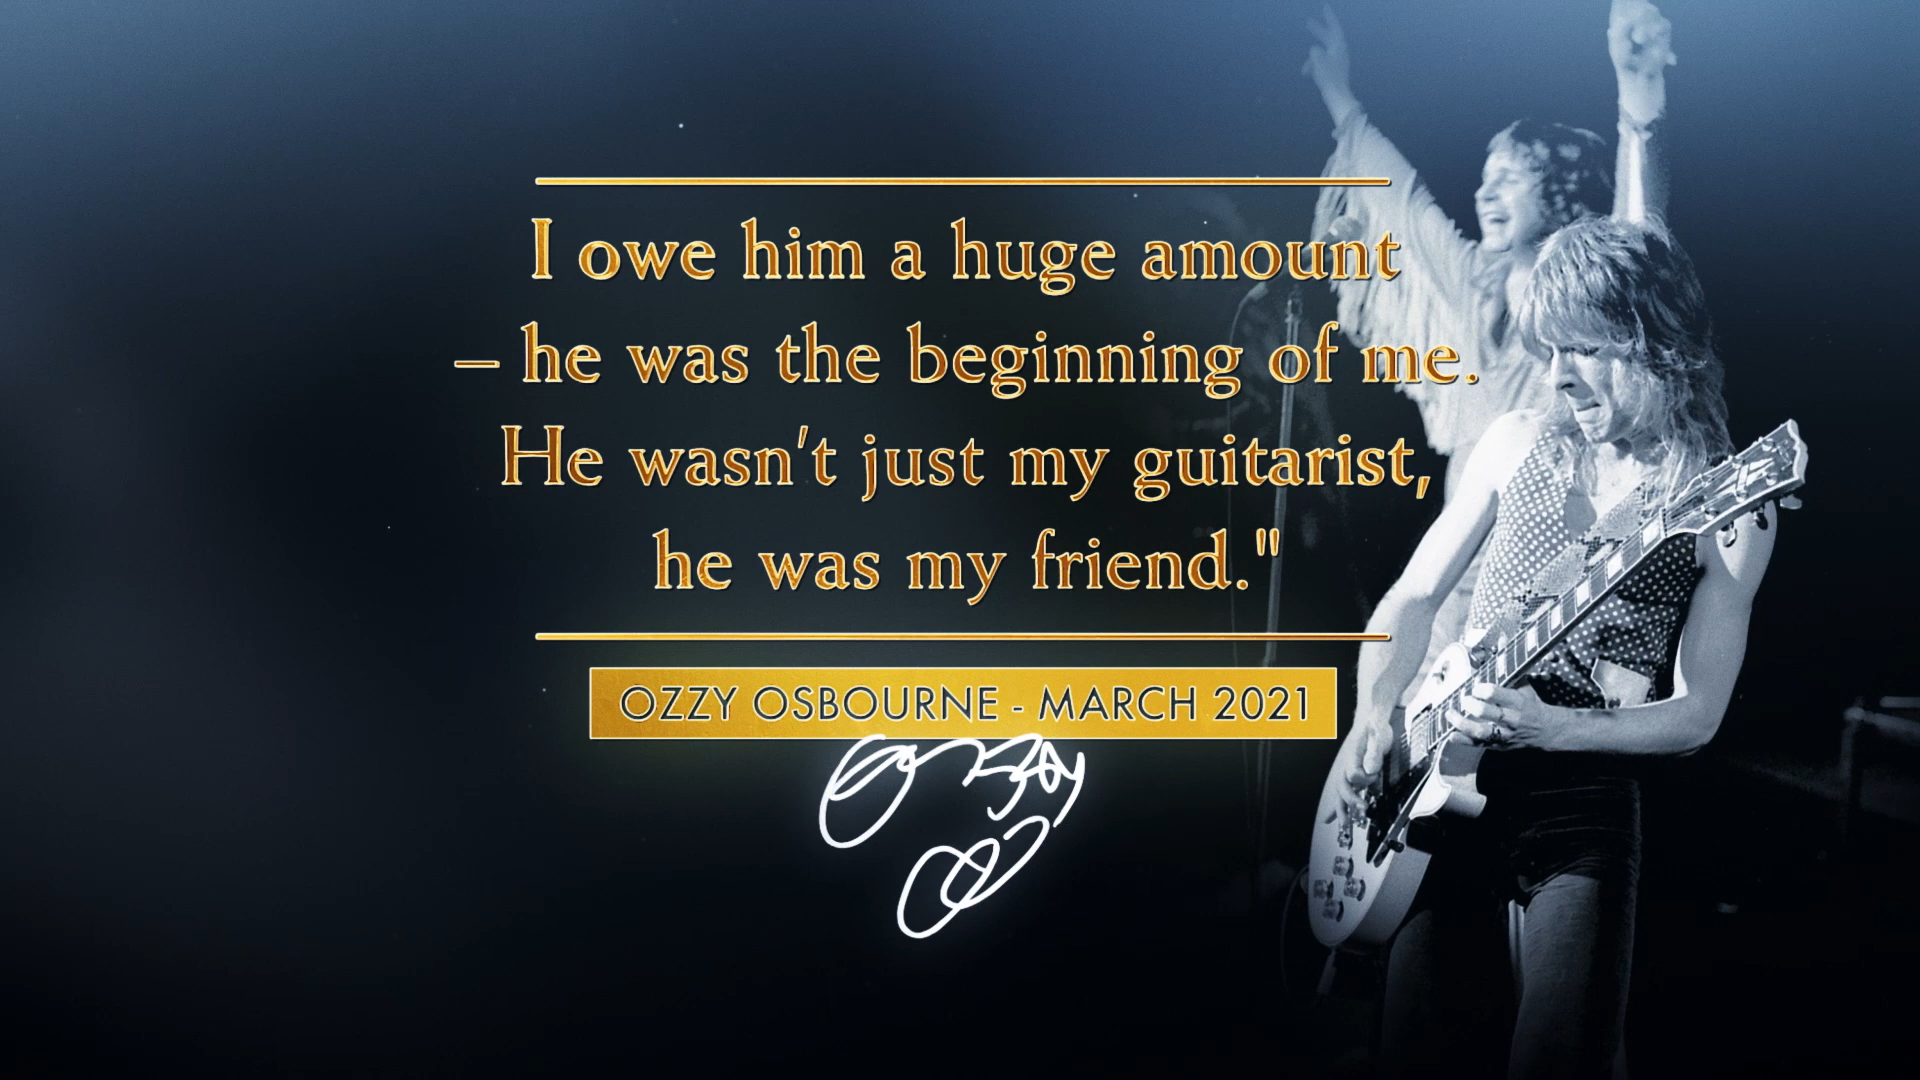 I owe him a huge amount
– he was the beginning of me.
He wasn't just my guitarist,
he was my friend."
OZZY OSBOURNE - MARCH 2021
Ozzy